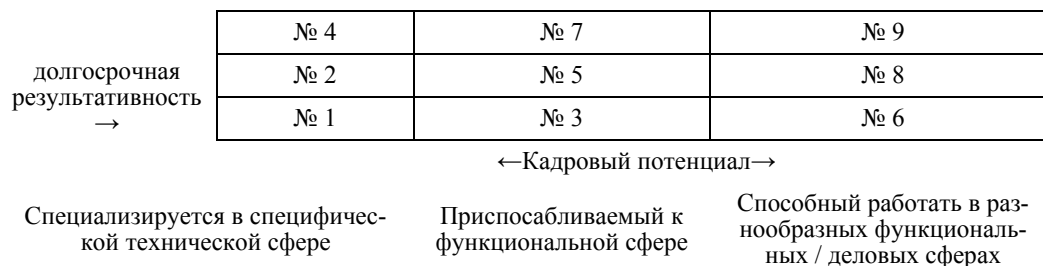 № 4 № 7 № 9
долгосрочная
результативность
→
№ 2 № 5 № 8
№ 1 № 3 № 6
←Кадровый потенциал→
Специализируется в специфичес-
кой технической сфере
Приспосабливаемый к
функциональной сфере
Способный работать в раз-
нообразных функциональ-
ных / деловых сферах